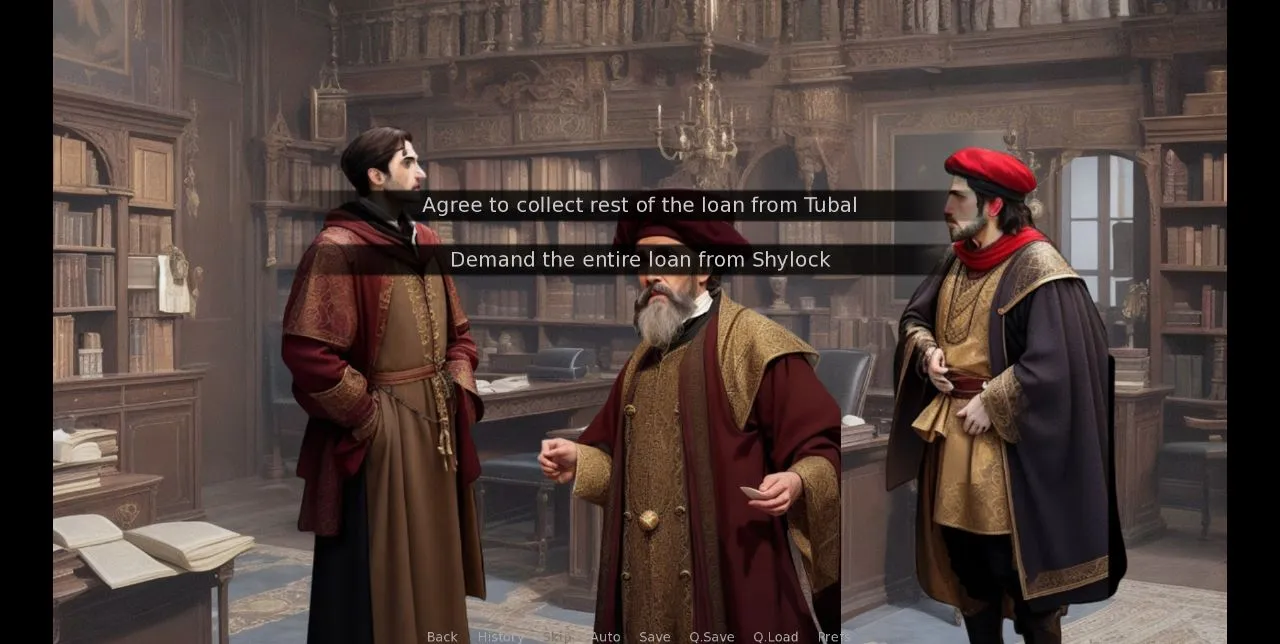 Agree to collect rest of the loan from Tubal
Demand the entire loan from Shylock
Back History Skip Auto Save Q.Save Q.Load Prefs